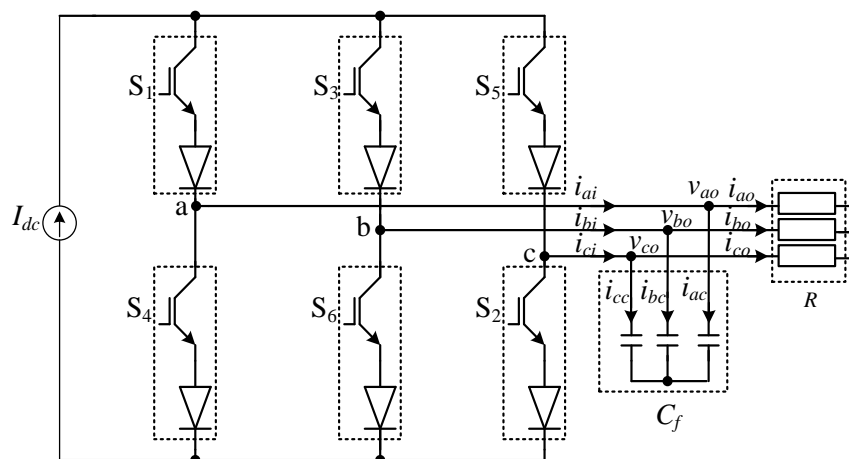 S1 S3 S5
a iai vao iao
Idc b ibi vbo ibo
c ici vco ico
icc ibc iac R
S4 S6 S2
Cf